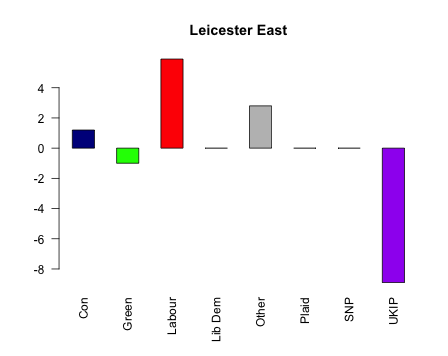 Leicester East
4
2
0
-2
-4
-6
-8
Con
Green
Labour
Lib Dem
Other
Plaid
SNP
UKIP